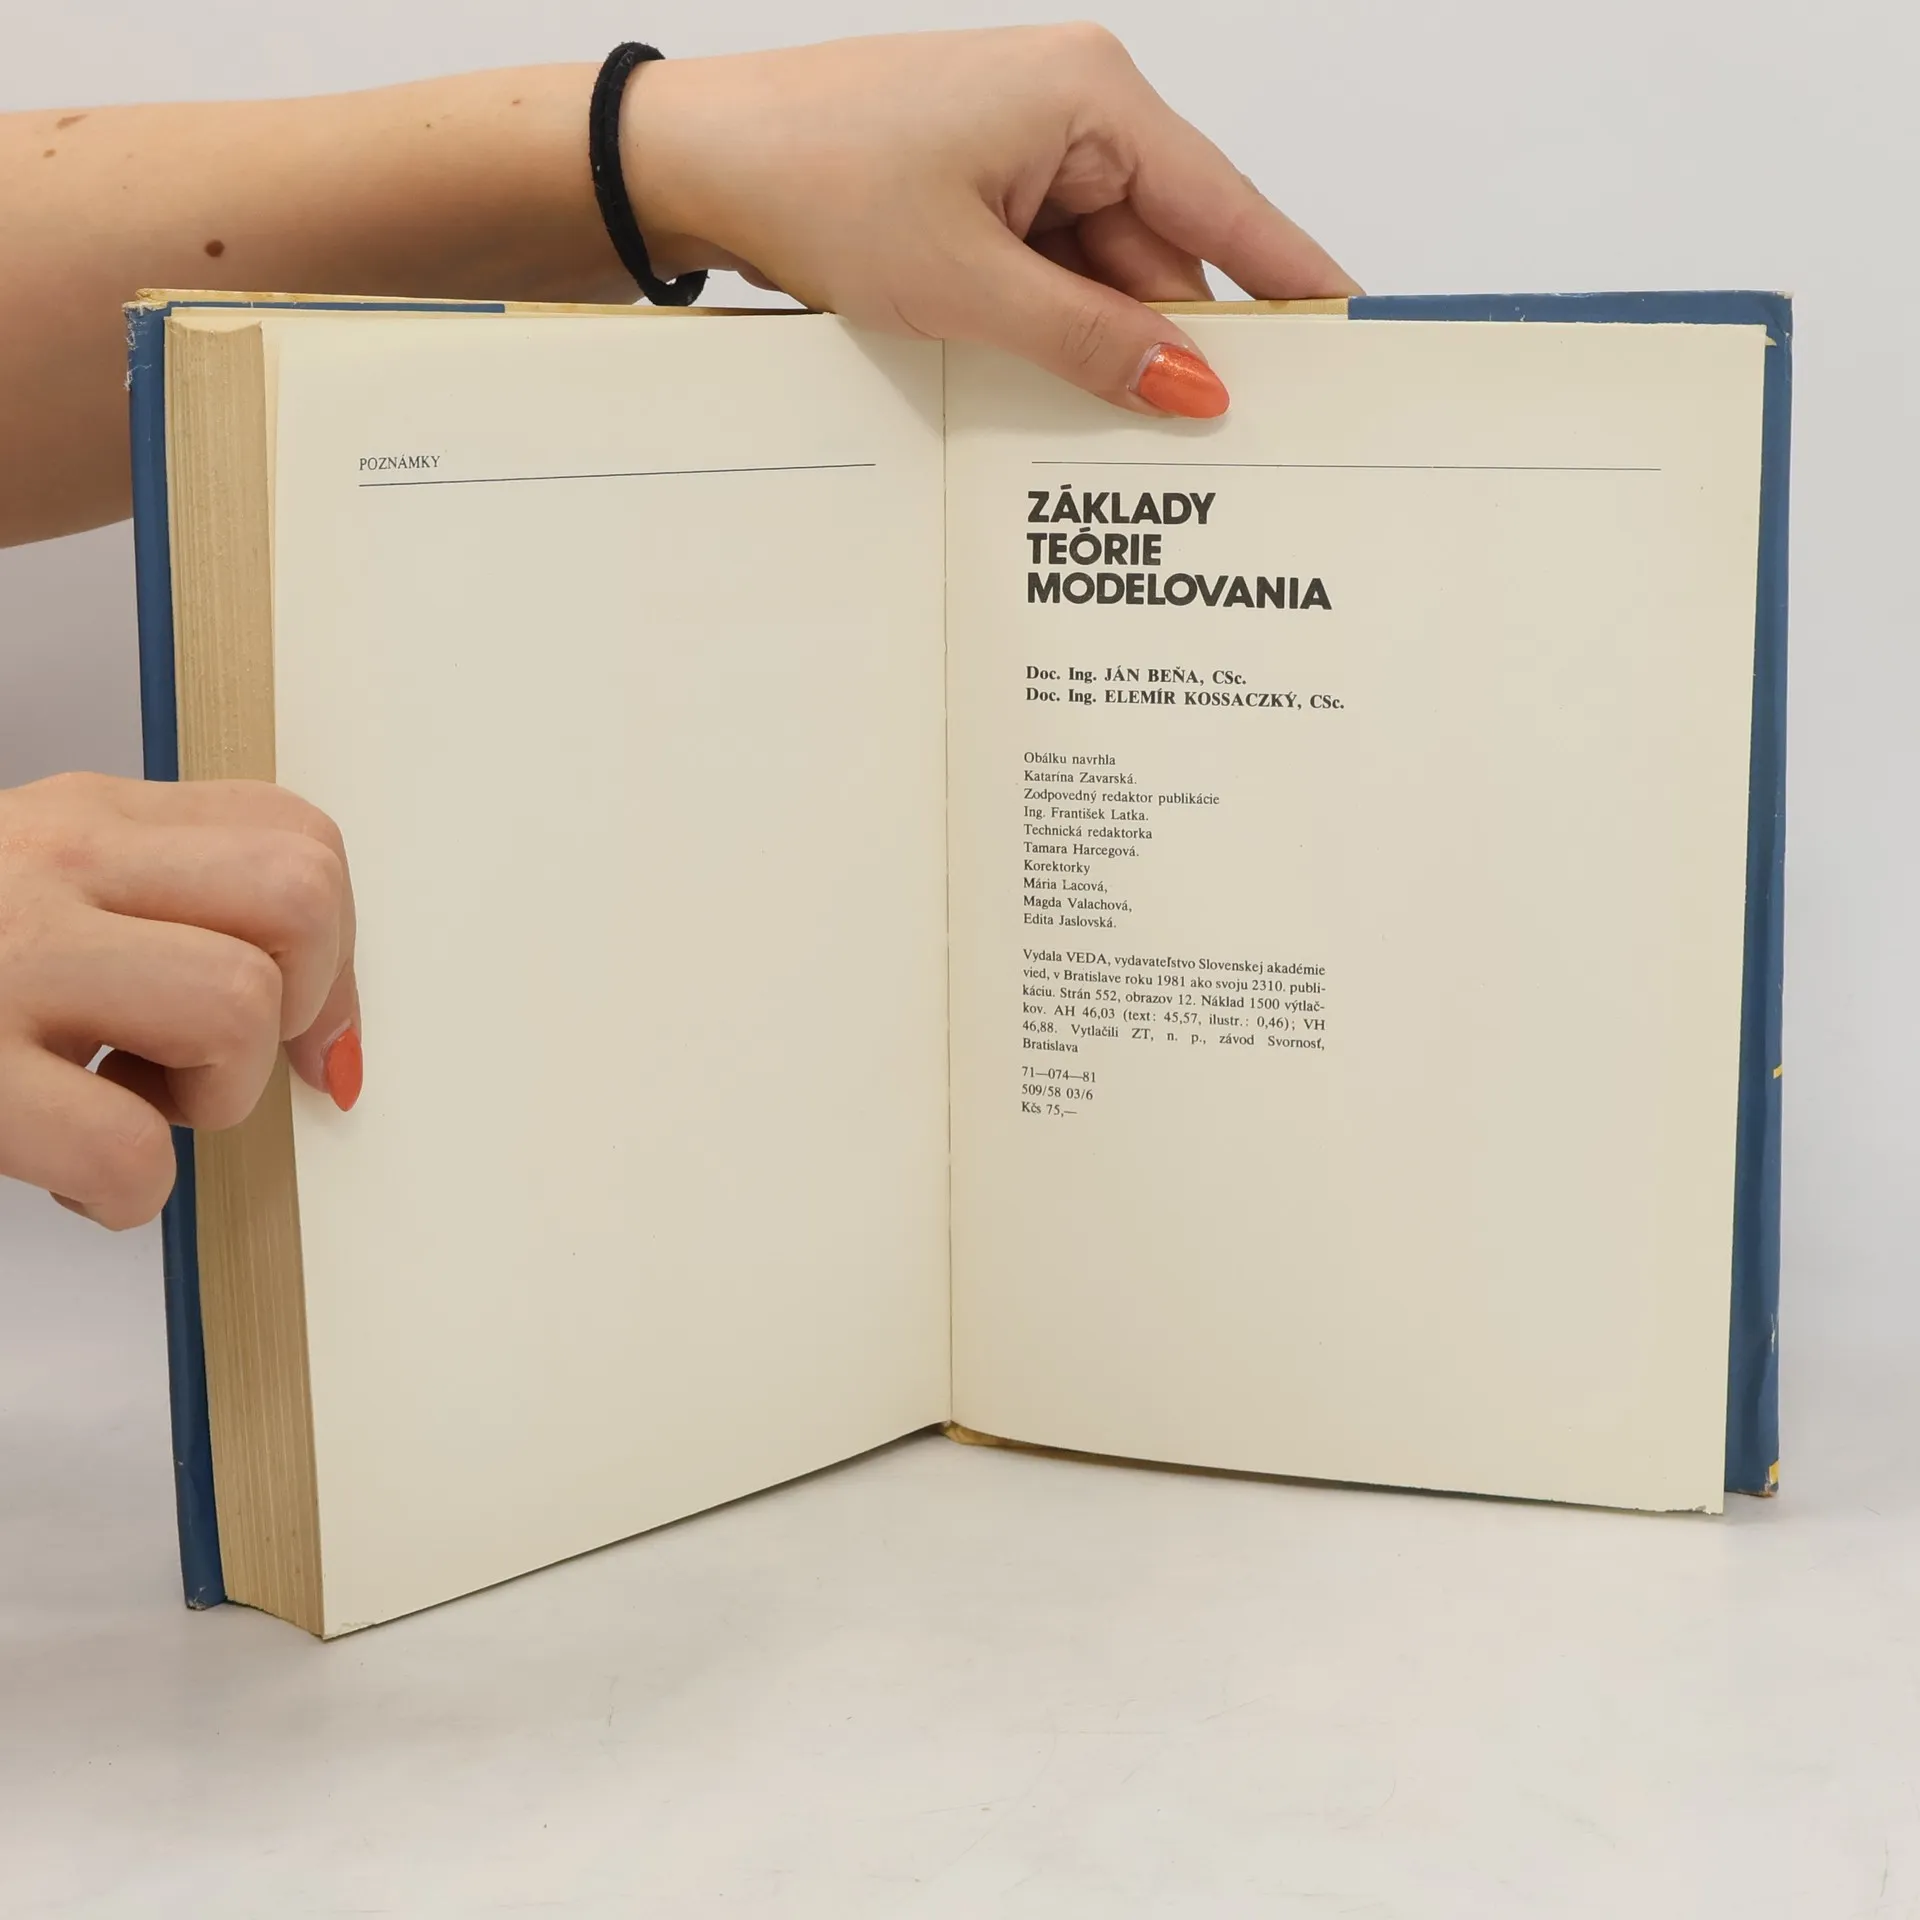 POZNÁMKY
ZÁKLADY
TEÓRIE
MODELOVANIA
Doc. Ing. JÁN BEŇA, CSc.
Doc. Ing. ELEMÍR KOSSACZKÝ, CSc.
Obálku navrhla
Katarína Zavarská.
Zodpovedný redaktor publikácie
Ing. František Latka.
Technická redaktorka
Tamara Harcegová.
Korektorky
Mária Lacová,
Magda Valachová,
Edita Jaslovská.
Vydala VEDA, vydavateľstvo Slovenskej akadémie
vied, v Bratislave roku 1981 ako svoju 2310. publi-
káciu. Strán 552, obrazov 12. Náklad 1500 výtlač-
kov. AH 46,03 (text: 45,57, ilustr.: 0,46); VH
46,88. Vytlačili ZT, n. p., závod Svornosť,
Bratislava
71—074—81
509/58 03/6
Kčs 75,—